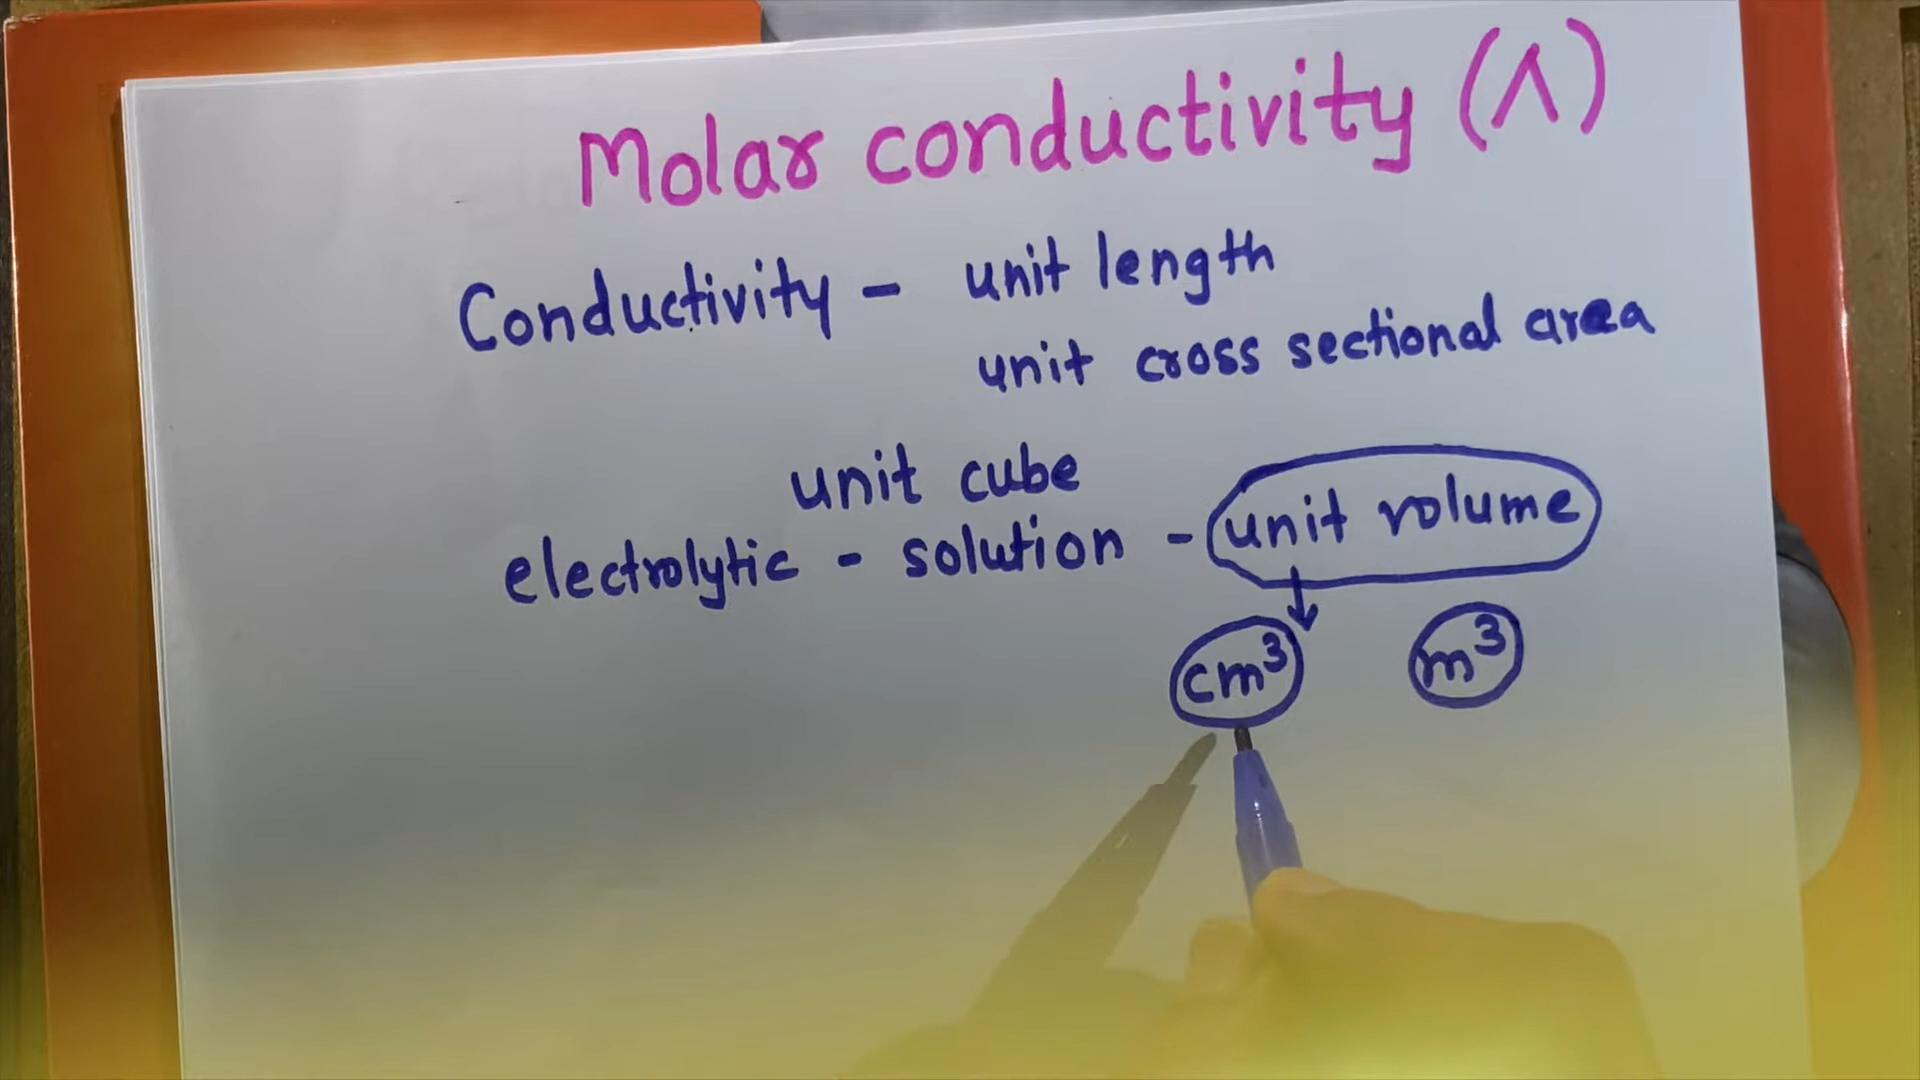 Molar conductivity (Λ)
Conductivity - unit length
unit cross sectional area
unit cube
electrolytic - solution - unit volume
cm³ m³